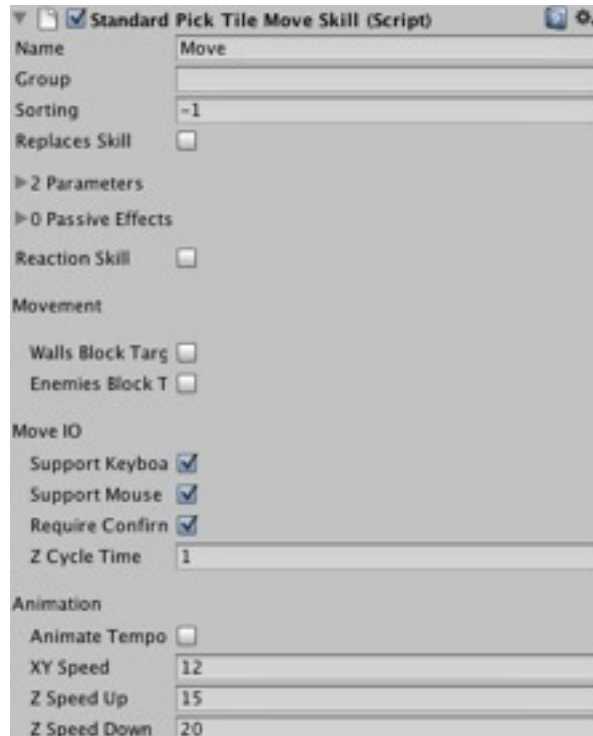 Standard Pick Tile Move Skill (Script)
Name Move
Group
Sorting -1
Replaces Skill
2 Parameters
0 Passive Effects
Reaction Skill
Movement
Walls Block Targ
Enemies Block T
Move IO
Support Keyboa
Support Mouse
Require Confirn
Z Cycle Time 1
Animation
Animate Tempo
XY Speed 12
Z Speed Up 15
Z Speed Down 20